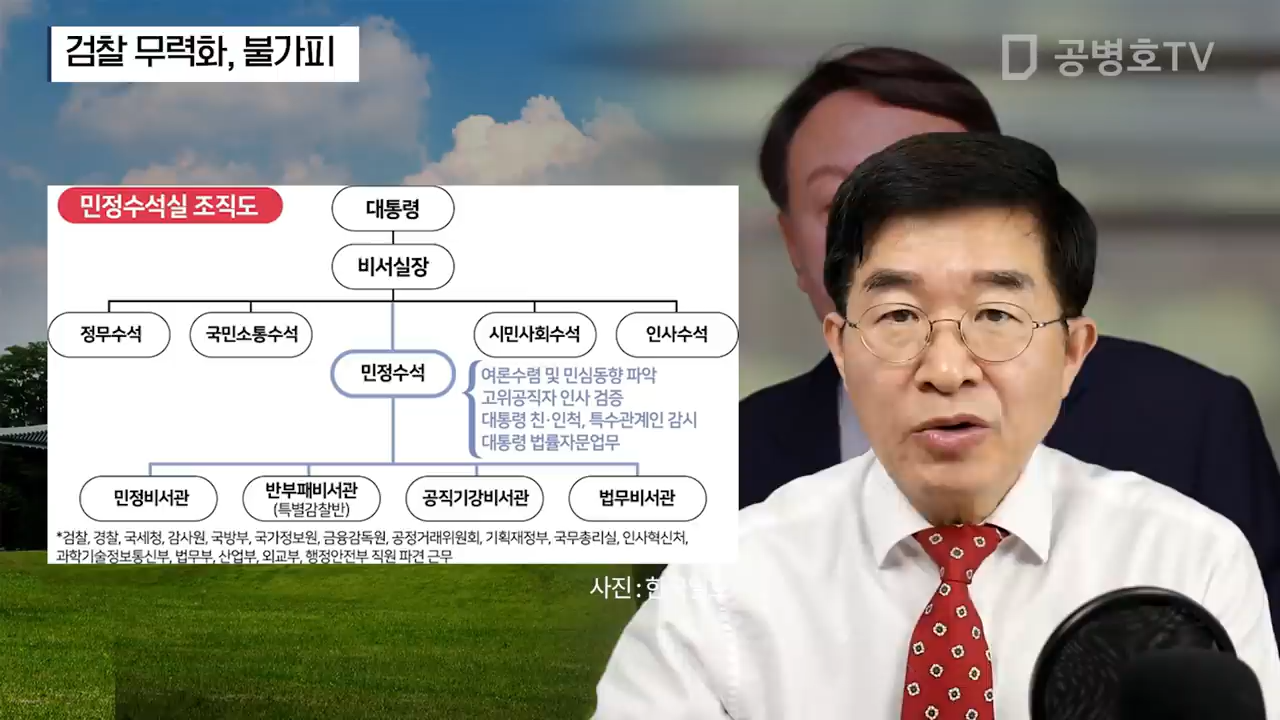 검찰 무력화, 불가피
공병호TV
민정수석실 조직도
대통령
비서실장
정무수석
국민소통수석
시민사회수석
인사수석
민정수석
여론수렴 및 민심동향 파악
고위공직자 인사 검증
대통령 친·인척, 특수관계인 감시
대통령 법률자문업무
민정비서관
반부패비서관
(특별감찰반)
공직기강비서관
법무비서관
*검찰, 경찰, 국세청, 감사원, 국방부, 국가정보원, 금융감독원, 공정거래위원회, 기획재정부, 국무총리실, 인사혁신처,
과학기술정보통신부, 법무부, 산업부, 외교부, 행정안전부 직원 파견 근무
사진 :